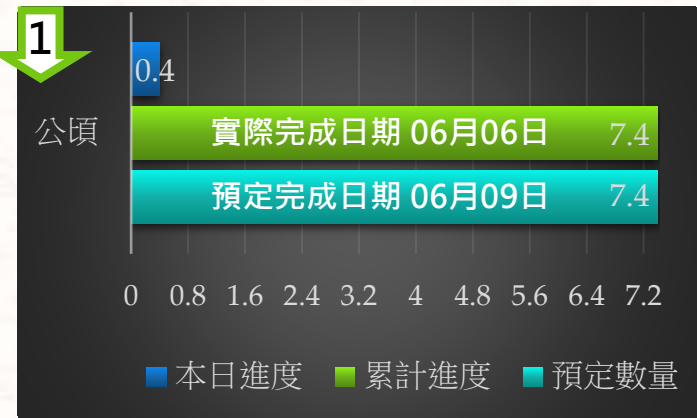 1
0.4
公頃
實際完成日期 06月06日 7.4
預定完成日期 06月09日 7.4
0 0.8 1.6 2.4 3.2 4 4.8 5.6 6.4 7.2
本日進度 累計進度 預定數量